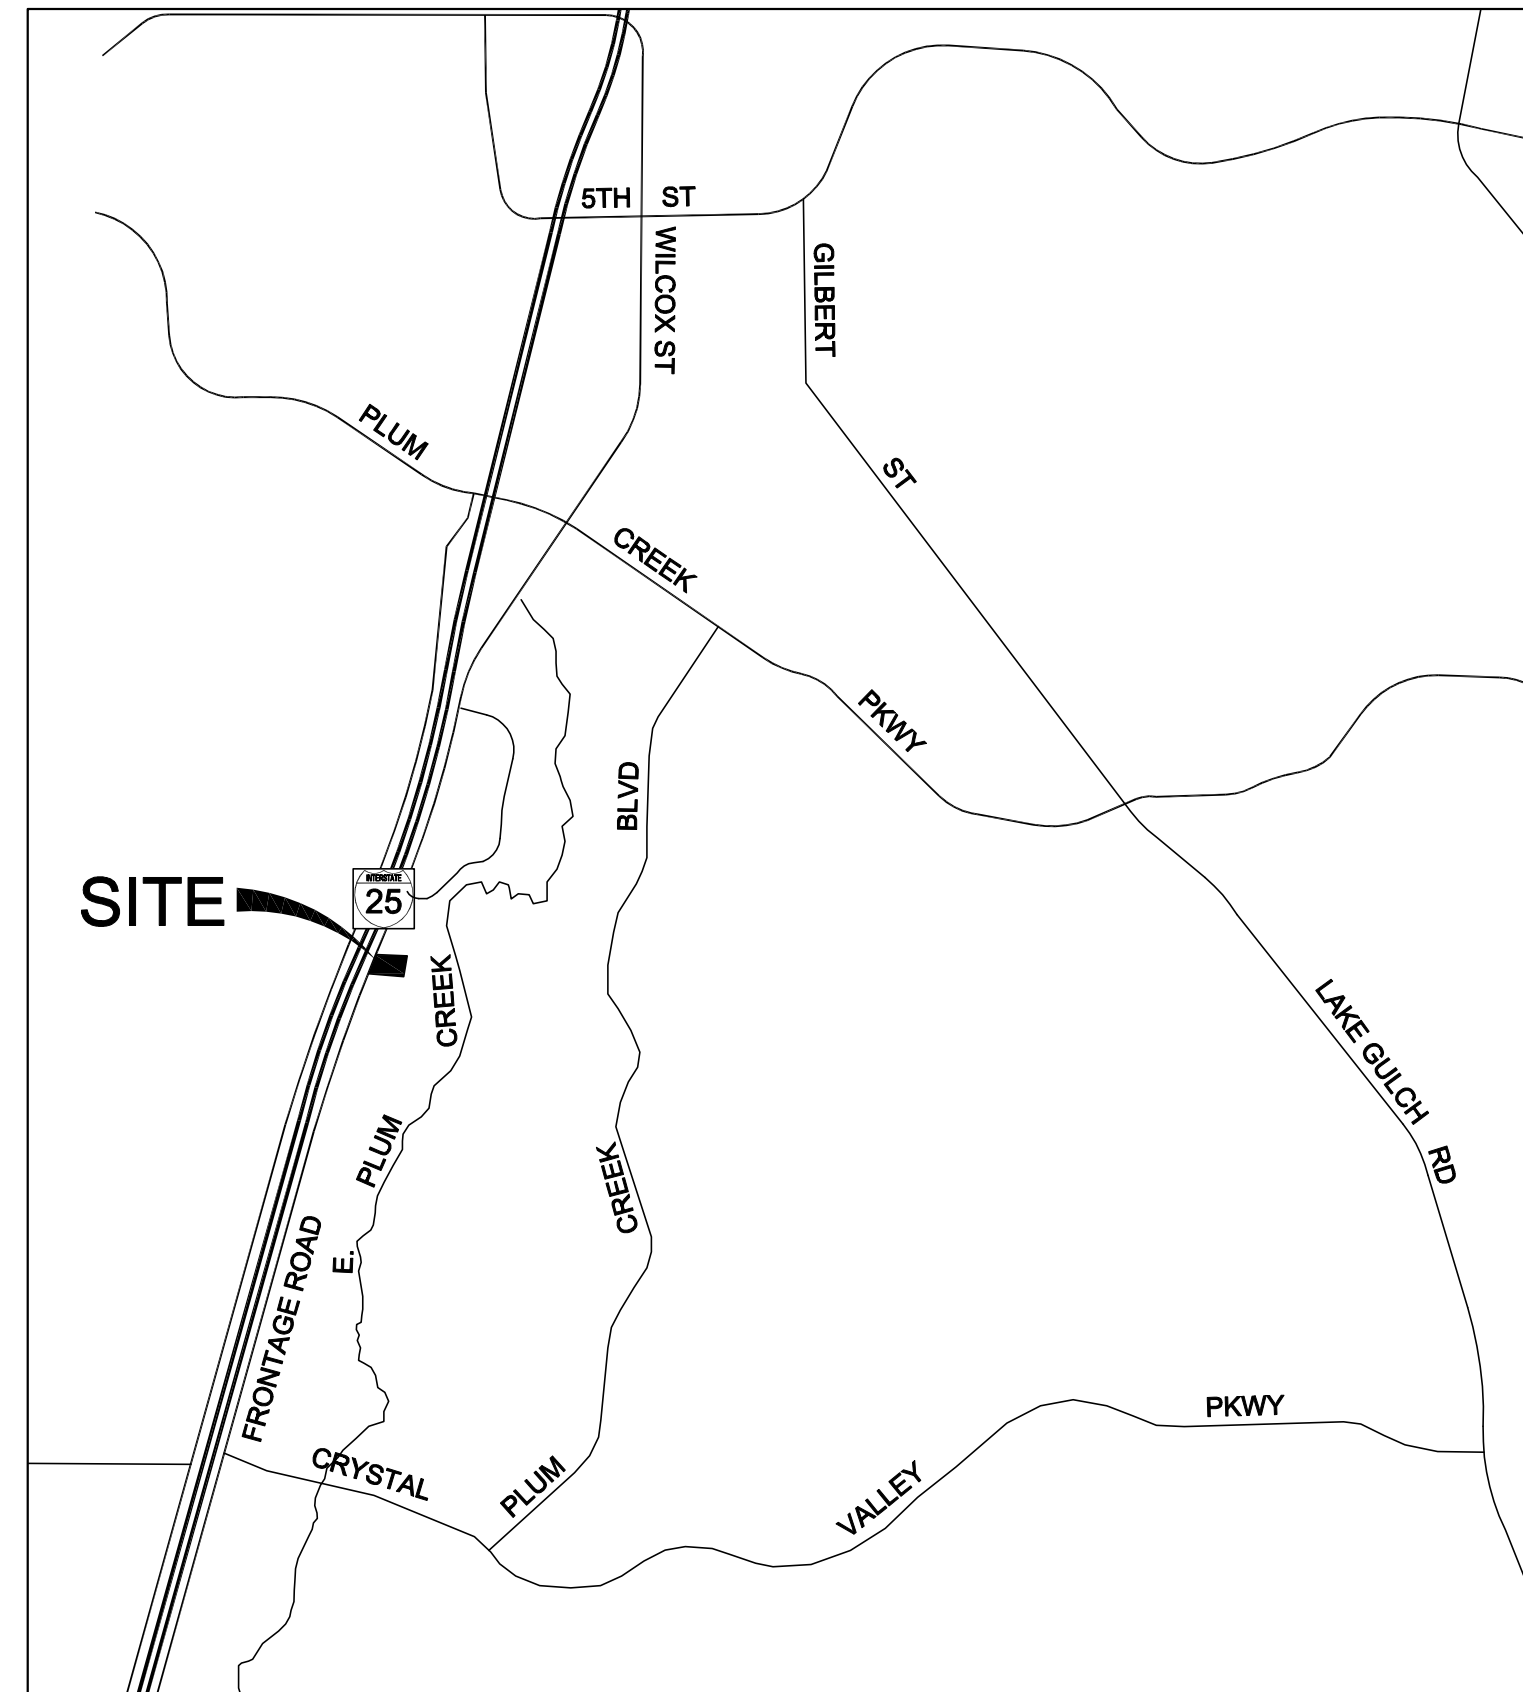 5TH ST
WILCOX ST
GILBERT ST
PLUM CREEK PKWY
BLVD
INTERSTATE
25
SITE
CREEK
PLUM
E.
LAKE GULCH RD
CREEK
FRONTAGE ROAD
PLUM
CRYSTAL VALLEY PKWY